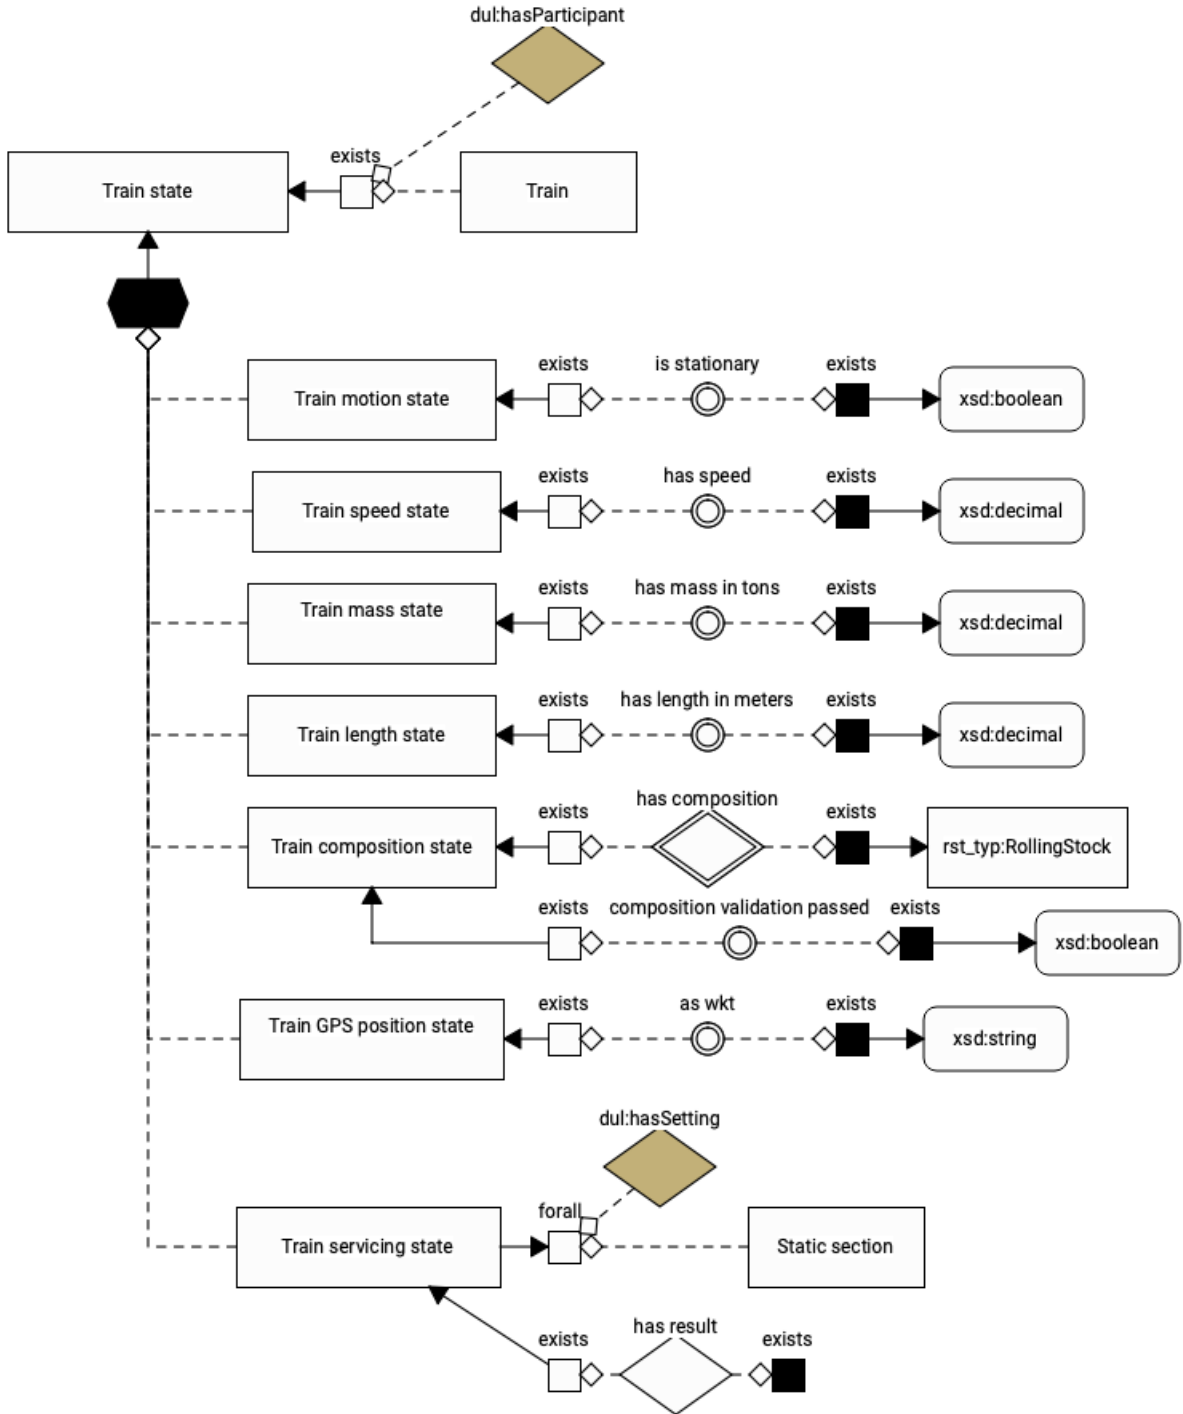 dul:hasParticipant
exists
Train state
Train
exists
is stationary
exists
Train motion state
xsd:boolean
exists
has speed
exists
Train speed state
xsd:decimal
exists
has mass in tons
exists
Train mass state
xsd:decimal
exists
has length in meters
exists
Train length state
xsd:decimal
exists
has composition
exists
Train composition state
rst_typ:RollingStock
exists
composition validation passed
exists
xsd:boolean
exists
as wkt
exists
Train GPS position state
xsd:string
dul:hasSetting
forall
Train servicing state
Static section
exists
has result
exists